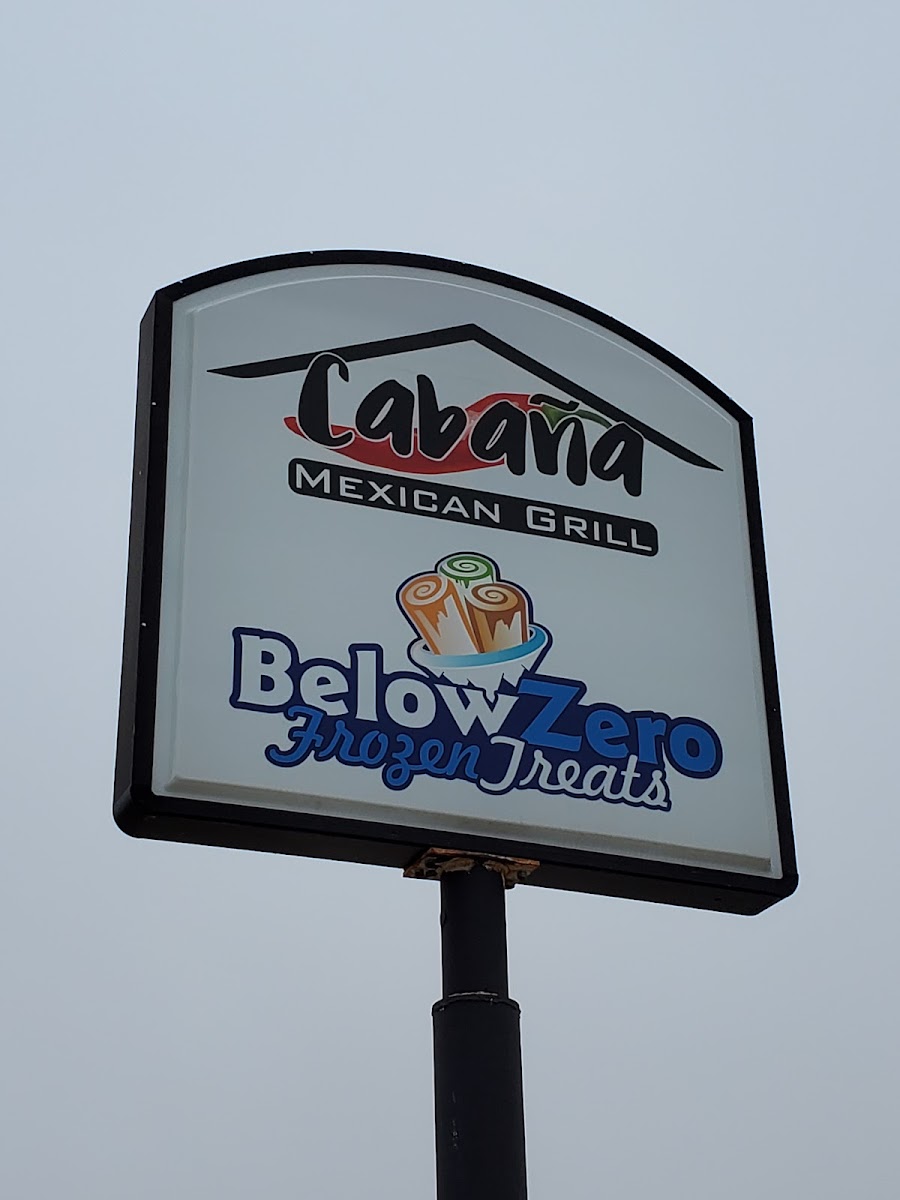 Cabaña
MEXICAN GRILL
BelowZero
Frozen Treats